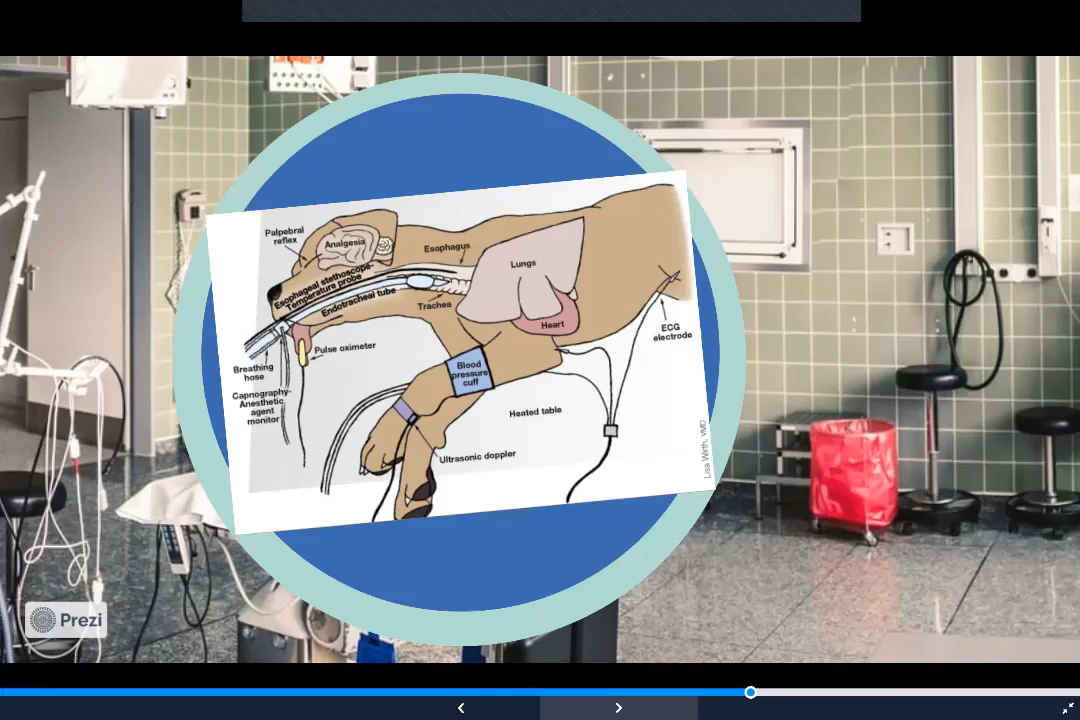 Palpebral
reflex
Analgesia
Esophagus
Lungs
Esophageal stethoscope-
Temperature probe
Endotracheal tube
Trachea
Heart
ECG
electrode
Pulse oximeter
Breathing
hose
Blood
pressure
cuff
Capnography-
Anesthetic
agent
monitor
Heated table
Ultrasonic doppler
Lisa Wirth, VMD
Prezi